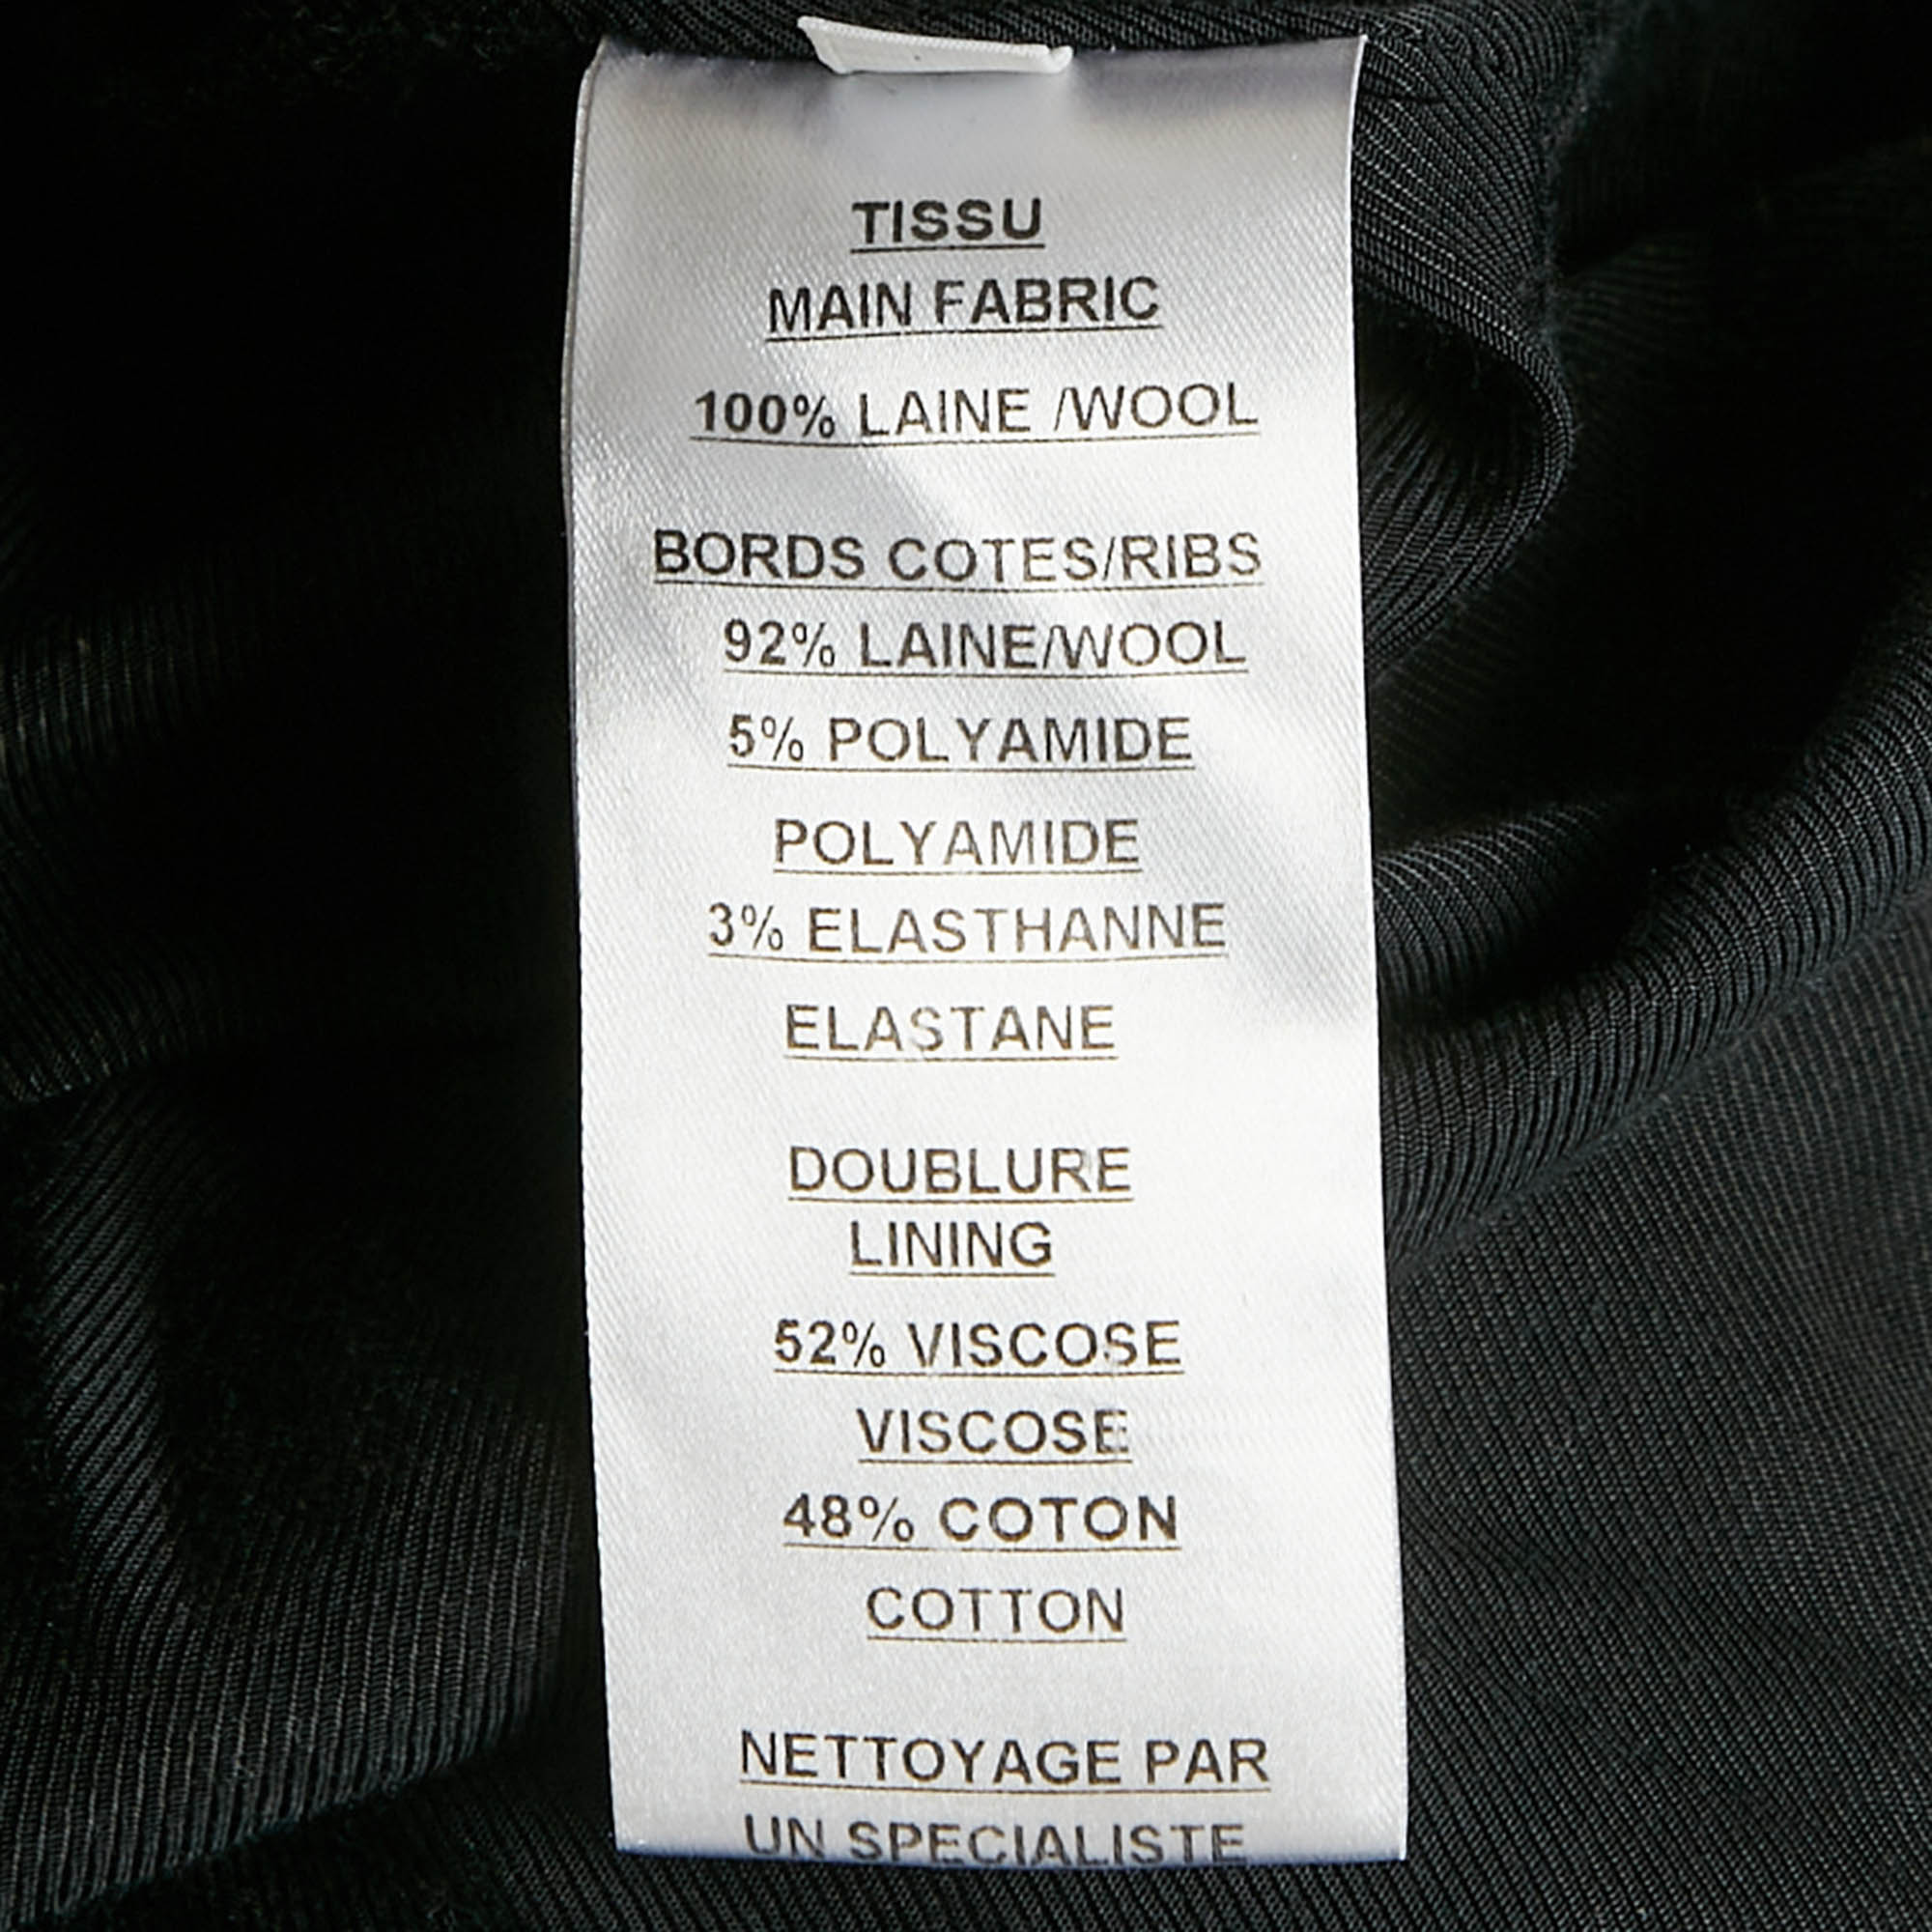 TISSU
MAIN FABRIC
100% LAINE /WOOL
BORDS COTES/RIBS
92% LAINE/WOOL
5% POLYAMIDE
POLYAMIDE
3% ELASTHANNE
ELASTANE
DOUBLURE
LINING
52% VISCOSE
VISCOSE
48% COTON
COTTON
NETTOYAGE PAR
UN SPECIALISTE